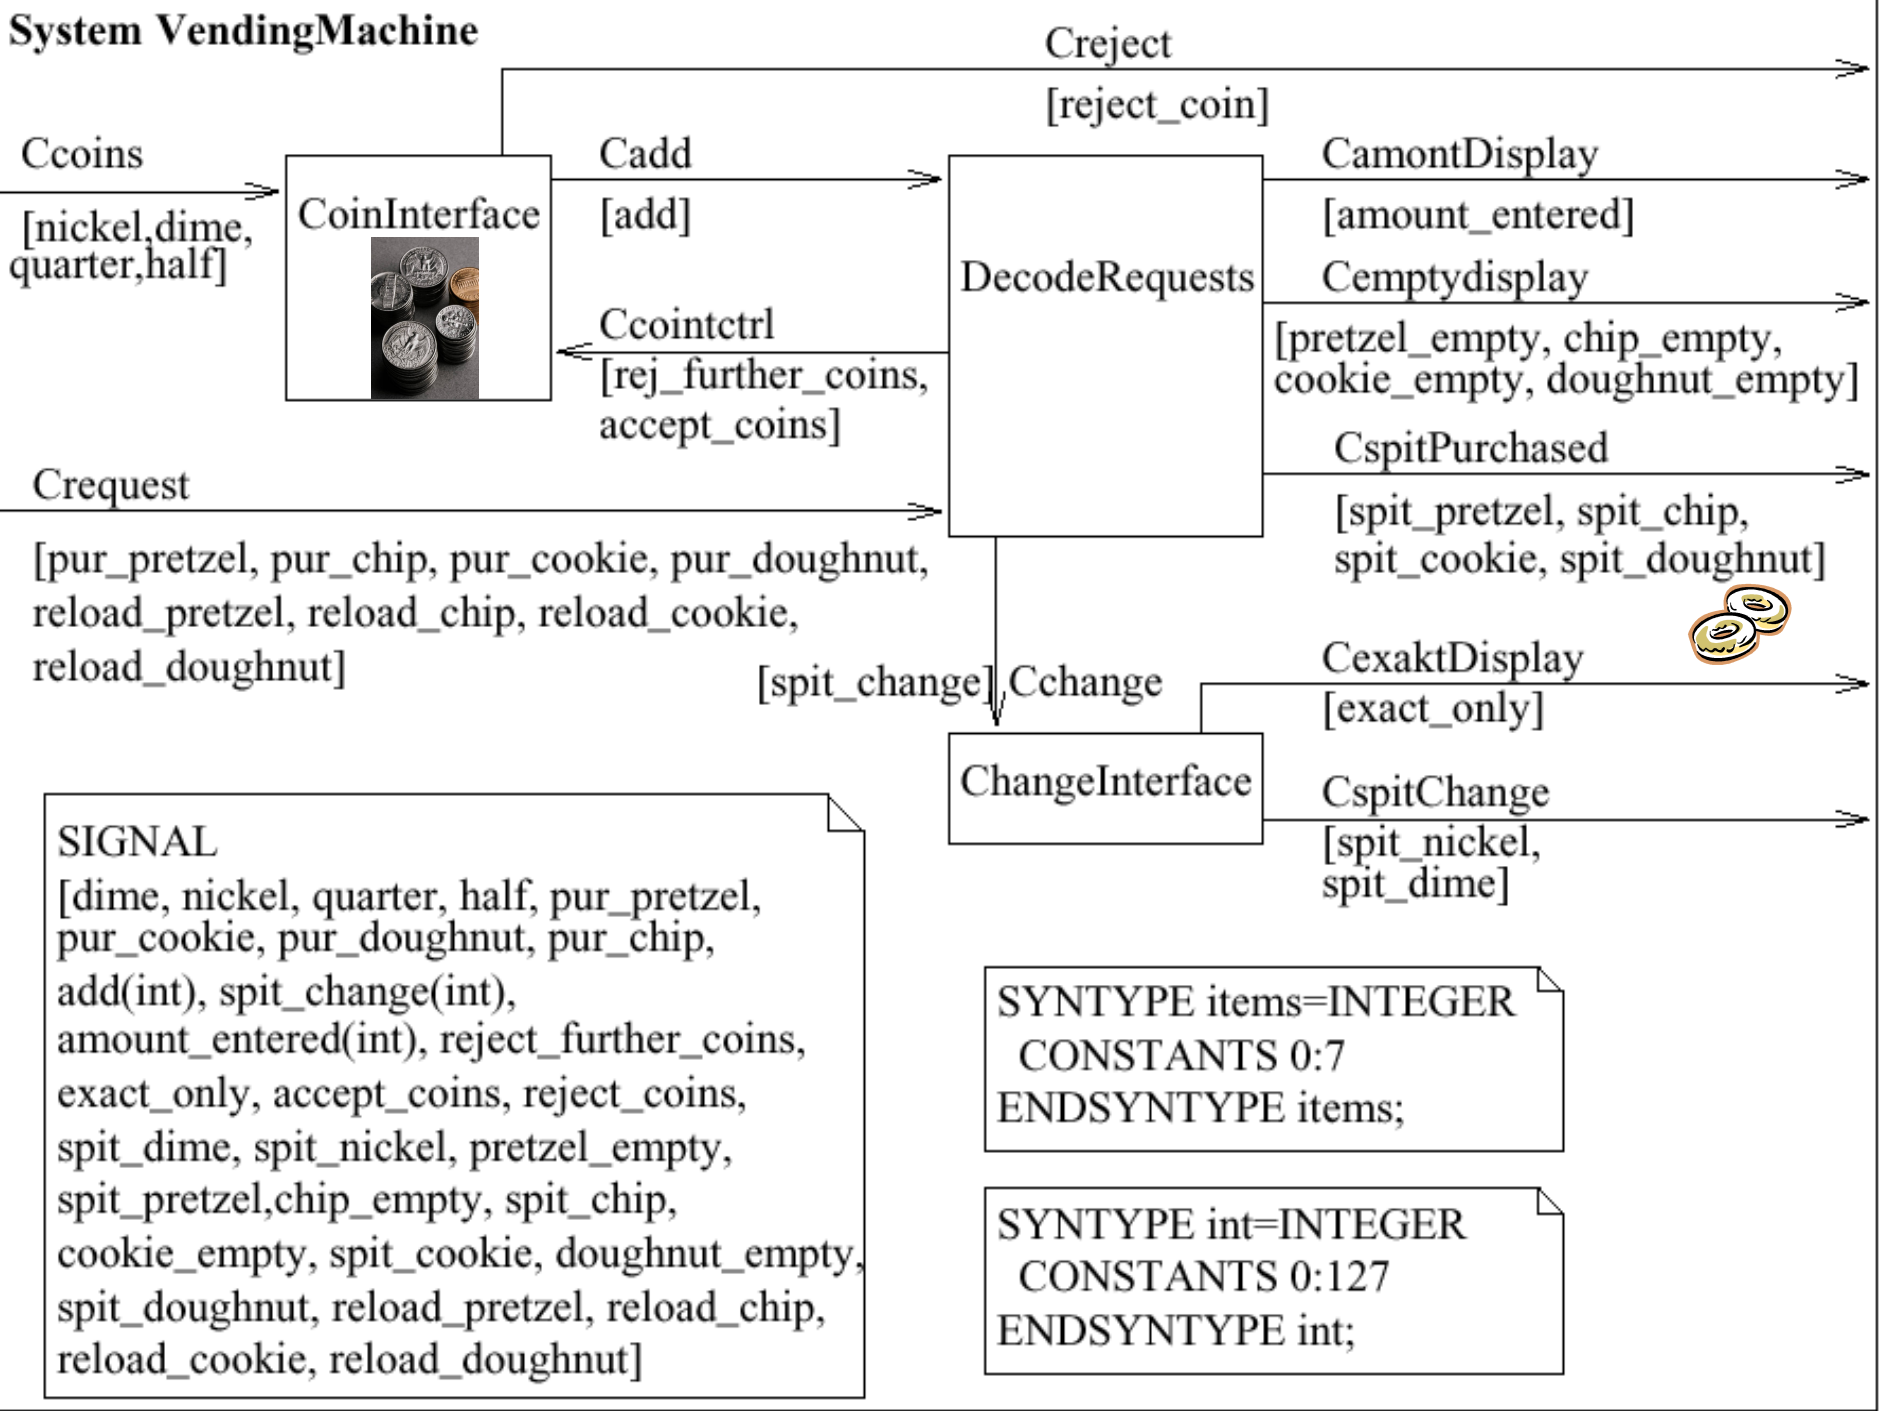 System VendingMachine
Creject
[reject_coin]
Ccoins
[nickel,dime,
quarter,half]
CoinInterface
Cadd
[add]
Ccointctrl
[rej_further_coins,
accept_coins]
DecodeRequests
CamontDisplay
[amount_entered]
Cemptydisplay
[pretzel_empty, chip_empty,
cookie_empty, doughnut_empty]
CspitPurchased
[spit_pretzel, spit_chip,
spit_cookie, spit_doughnut]
Crequest
[pur_pretzel, pur_chip, pur_cookie, pur_doughnut,
reload_pretzel, reload_chip, reload_cookie,
reload_doughnut]
[spit_change] Cchange
CexaktDisplay
[exact_only]
ChangeInterface
CspitChange
[spit_nickel,
spit_dime]
SIGNAL
[dime, nickel, quarter, half, pur_pretzel,
pur_cookie, pur_doughnut, pur_chip,
add(int), spit_change(int),
amount_entered(int), reject_further_coins,
exact_only, accept_coins, reject_coins,
spit_dime, spit_nickel, pretzel_empty,
spit_pretzel,chip_empty, spit_chip,
cookie_empty, spit_cookie, doughnut_empty,
spit_doughnut, reload_pretzel, reload_chip,
reload_cookie, reload_doughnut]
SYNTYPE items=INTEGER
CONSTANTS 0:7
ENDSYNTYPE items;
SYNTYPE int=INTEGER
CONSTANTS 0:127
ENDSYNTYPE int;